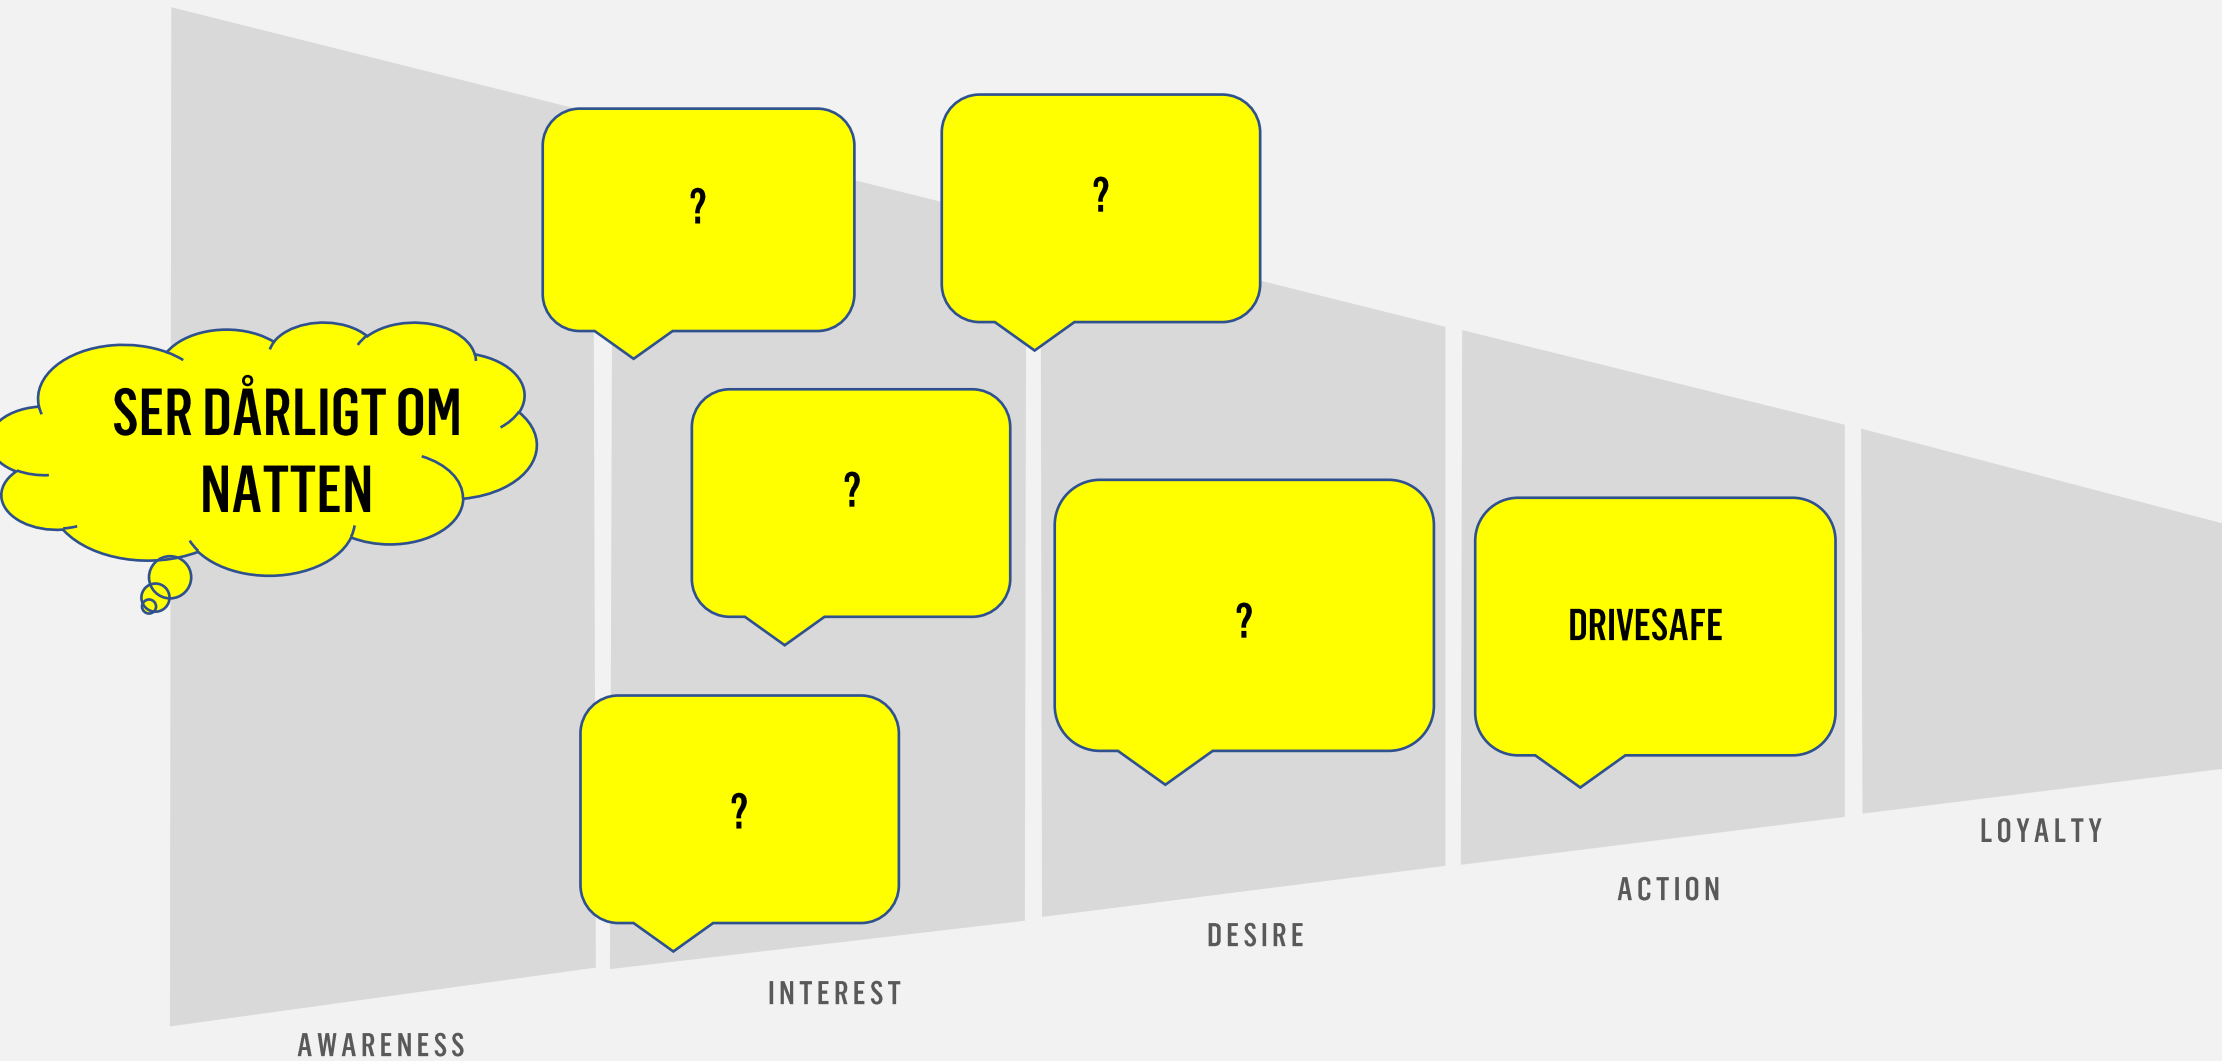 ?
?
SER DÅRLIGT OM
NATTEN
?
?
DRIVESAFE
?
LOYALTY
ACTION
DESIRE
INTEREST
AWARENESS